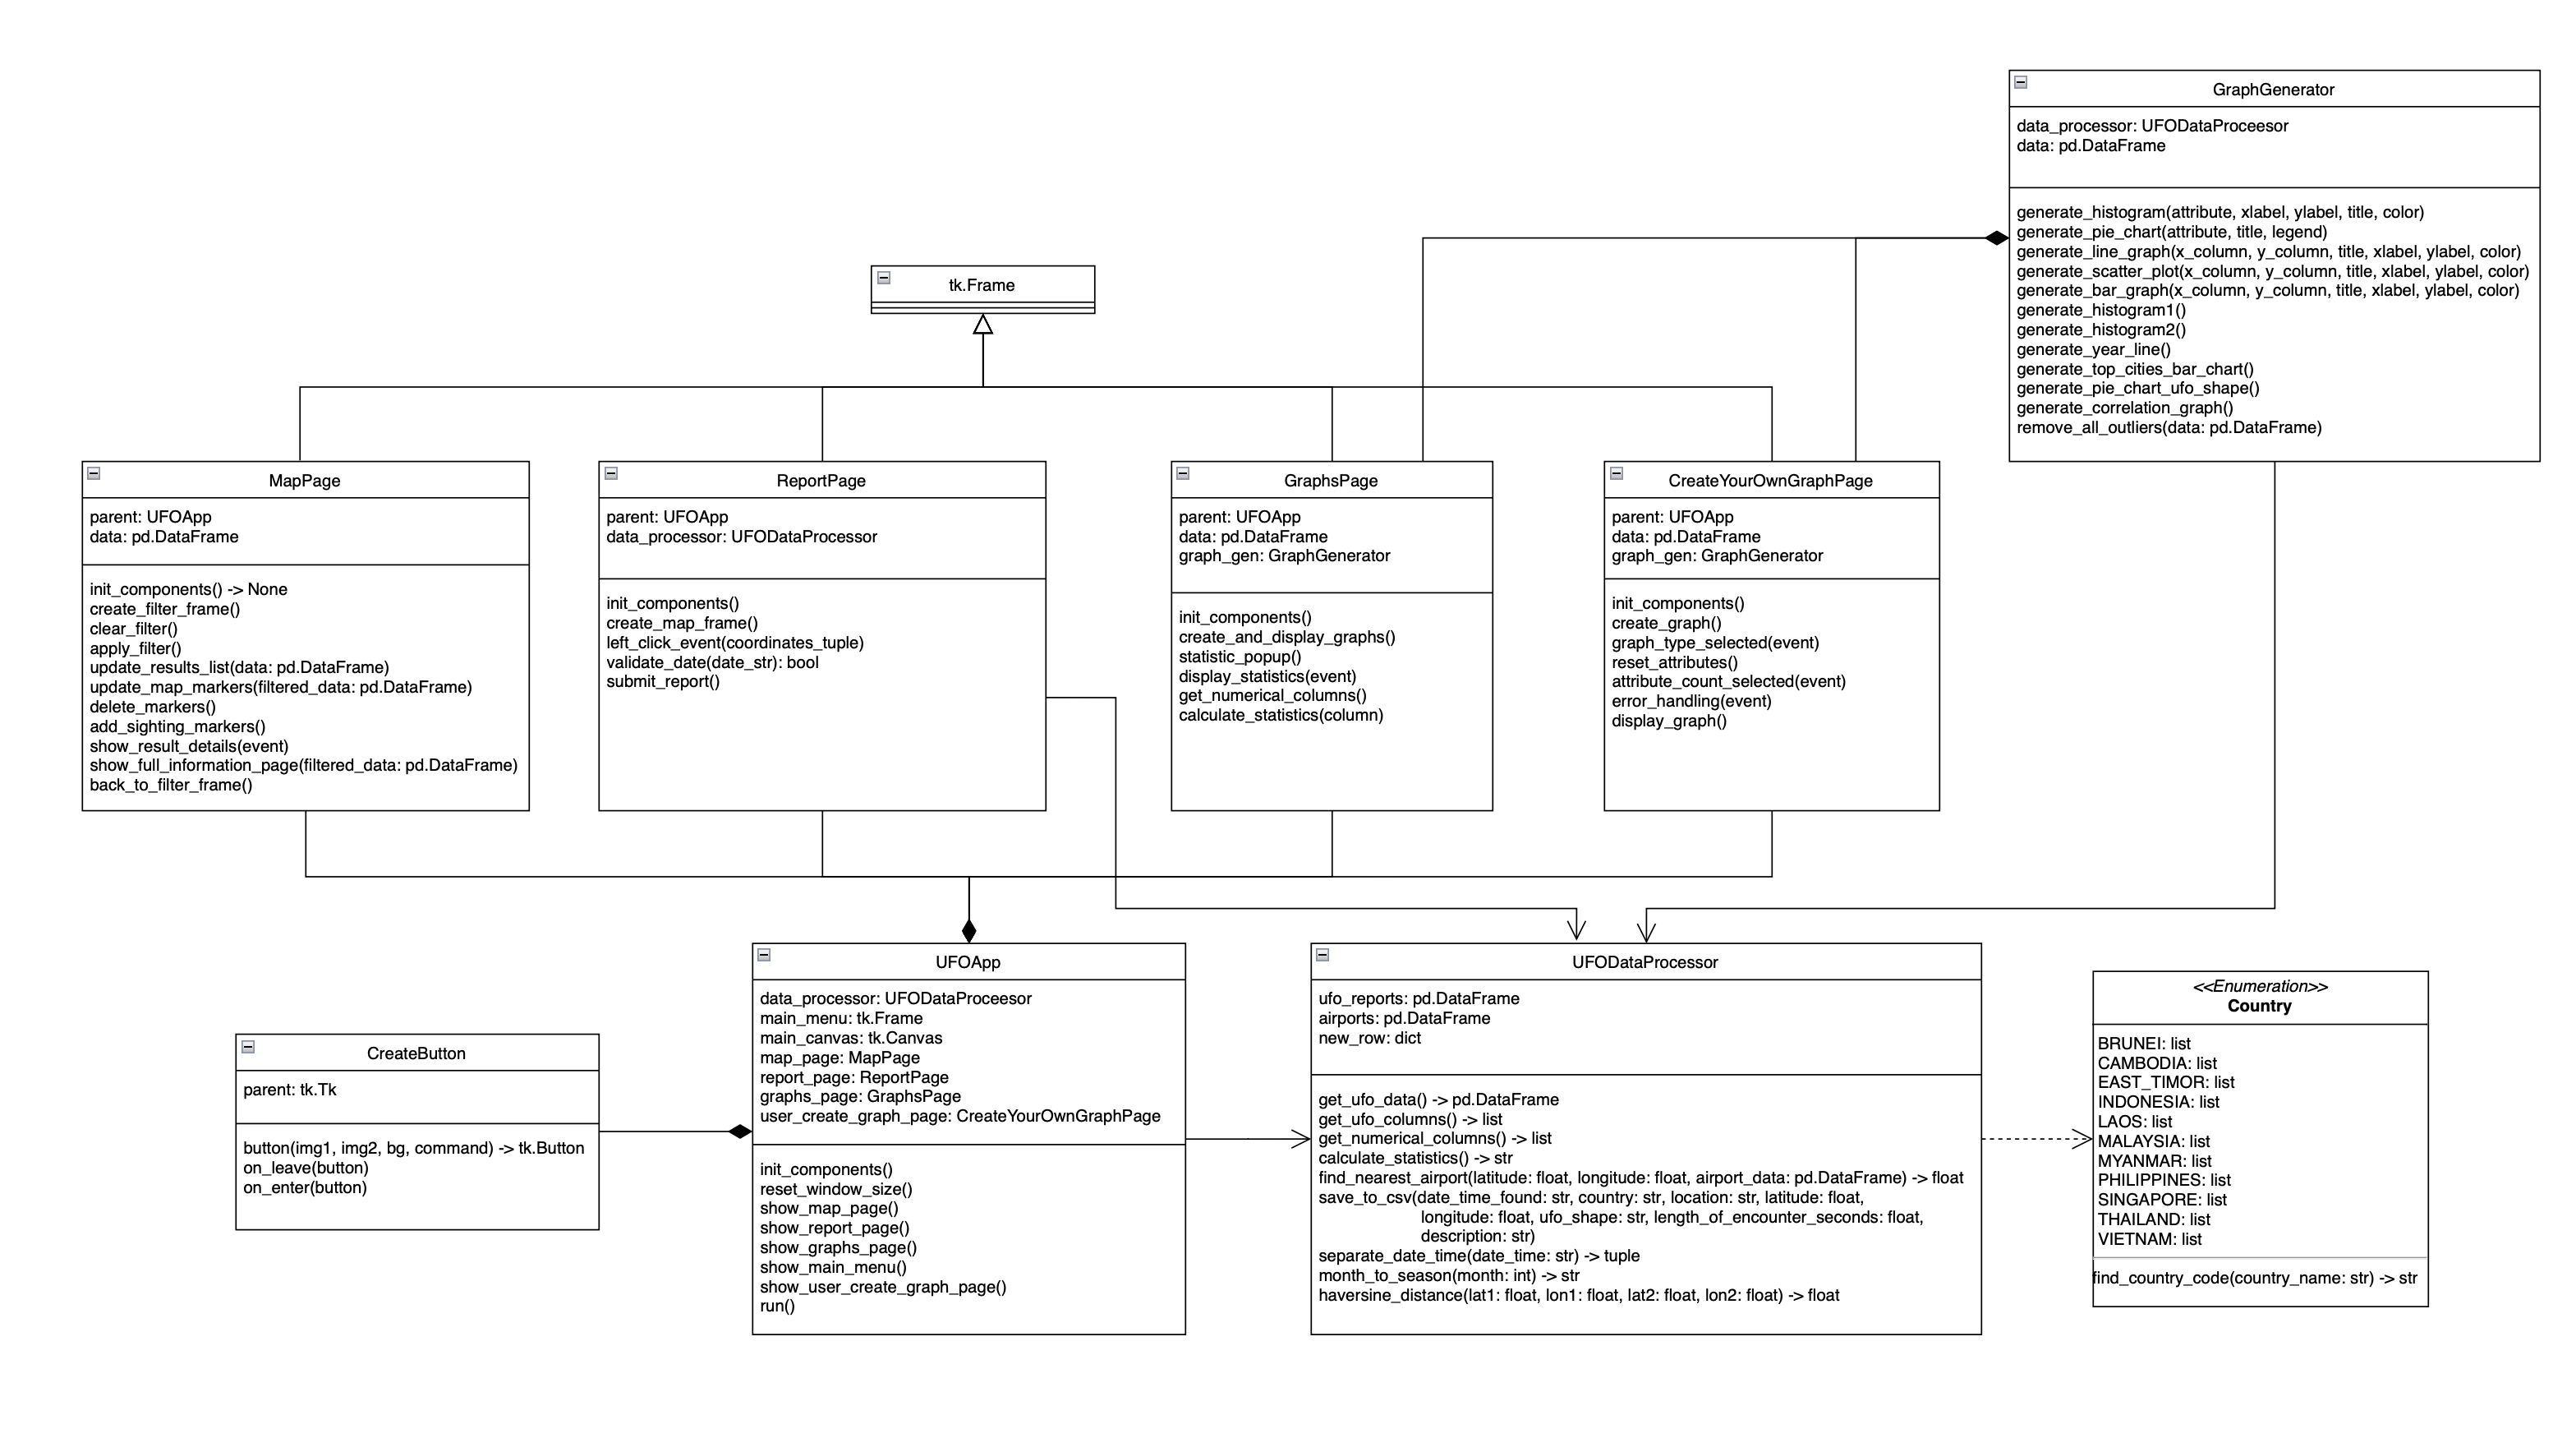 GraphGenerator
data_processor: UFODataProceesor
data: pd.DataFrame
generate_histogram(attribute, xlabel, ylabel, title, color)
generate_pie_chart(attribute, title, legend)
generate_line_graph(x_column, y_column, title, xlabel, ylabel, color)
generate_scatter_plot(x_column, y_column, title, xlabel, ylabel, color)
generate_bar_graph(x_column, y_column, title, xlabel, ylabel, color)
generate_histogram1()
generate_histogram2()
generate_year_line()
generate_top_cities_bar_chart()
generate_pie_chart_ufo_shape()
generate_correlation_graph()
remove_all_outliers(data: pd.DataFrame)
tk.Frame
MapPage
parent: UFOApp
data: pd.DataFrame
init_components() -> None
create_filter_frame()
clear_filter()
apply_filter()
update_results_list(data: pd.DataFrame)
update_map_markers(filtered_data: pd.DataFrame)
delete_markers()
add_sighting_markers()
show_result_details(event)
show_full_information_page(filtered_data: pd.DataFrame)
back_to_filter_frame()
ReportPage
parent: UFOApp
data_processor: UFODataProcessor
init_components()
create_map_frame()
left_click_event(coordinates_tuple)
validate_date(date_str): bool
submit_report()
GraphsPage
parent: UFOApp
data: pd.DataFrame
graph_gen: GraphGenerator
init_components()
create_and_display_graphs()
statistic_popup()
display_statistics(event)
get_numerical_columns()
calculate_statistics(column)
CreateYourOwnGraphPage
parent: UFOApp
data: pd.DataFrame
graph_gen: GraphGenerator
init_components()
create_graph()
graph_type_selected(event)
reset_attributes()
attribute_count_selected(event)
error_handling(event)
display_graph()
CreateButton
parent: tk.Tk
button(img1, img2, bg, command) -> tk.Button
on_leave(button)
on_enter(button)
UFOApp
data_processor: UFODataProceesor
main_menu: tk.Frame
main_canvas: tk.Canvas
map_page: MapPage
report_page: ReportPage
graphs_page: GraphsPage
user_create_graph_page: CreateYourOwnGraphPage
init_components()
reset_window_size()
show_map_page()
show_report_page()
show_graphs_page()
show_main_menu()
show_user_create_graph_page()
run()
UFODataProcessor
ufo_reports: pd.DataFrame
airports: pd.DataFrame
new_row: dict
get_ufo_data() -> pd.DataFrame
get_ufo_columns() -> list
get_numerical_columns() -> list
calculate_statistics() -> str
find_nearest_airport(latitude: float, longitude: float, airport_data: pd.DataFrame) -> float
save_to_csv(date_time_found: str, country: str, location: str, latitude: float,
longitude: float, ufo_shape: str, length_of_encounter_seconds: float,
description: str)
separate_date_time(date_time: str) -> tuple
month_to_season(month: int) -> str
haversine_distance(lat1: float, lon1: float, lat2: float, lon2: float) -> float
<<Enumeration>>
Country
BRUNEI: list
CAMBODIA: list
EAST_TIMOR: list
INDONESIA: list
LAOS: list
MALAYSIA: list
MYANMAR: list
PHILIPPINES: list
SINGAPORE: list
THAILAND: list
VIETNAM: list
find_country_code(country_name: str) -> str